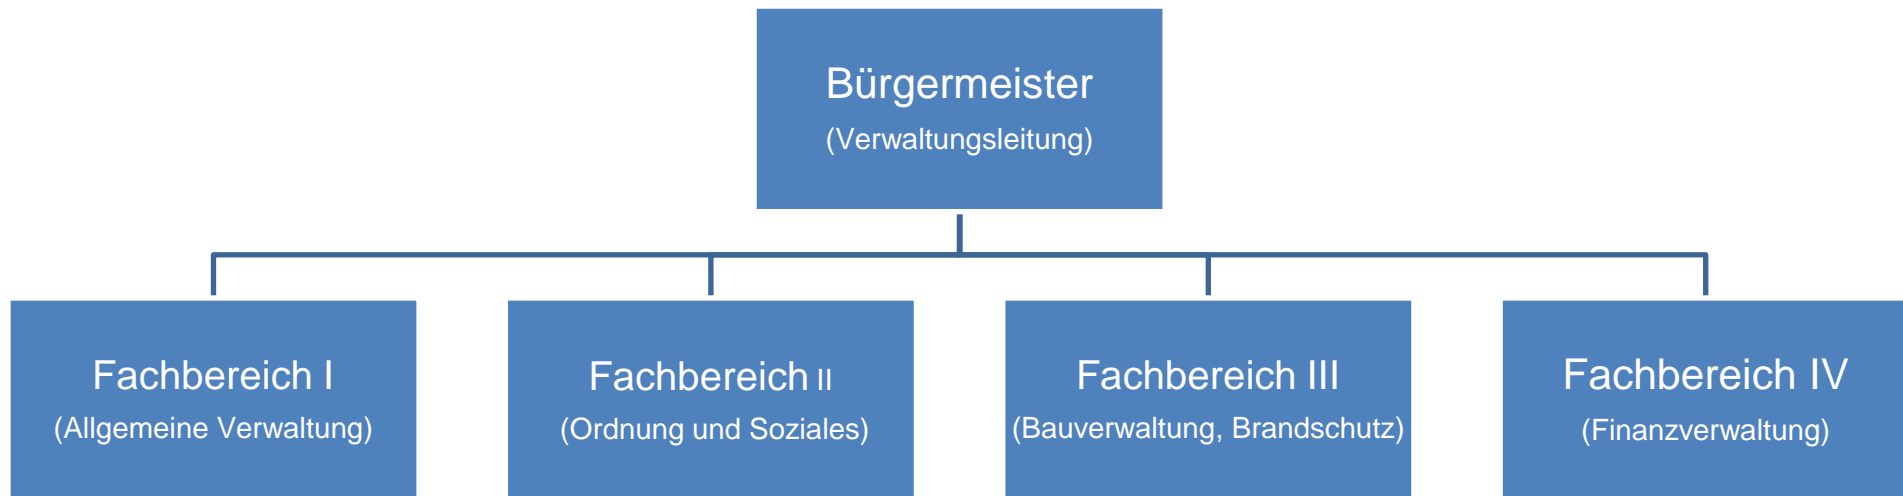 Bürgermeister
(Verwaltungsleitung)
Fachbereich I
(Allgemeine Verwaltung)
Fachbereich II
(Ordnung und Soziales)
Fachbereich III
(Bauverwaltung, Brandschutz)
Fachbereich IV
(Finanzverwaltung)